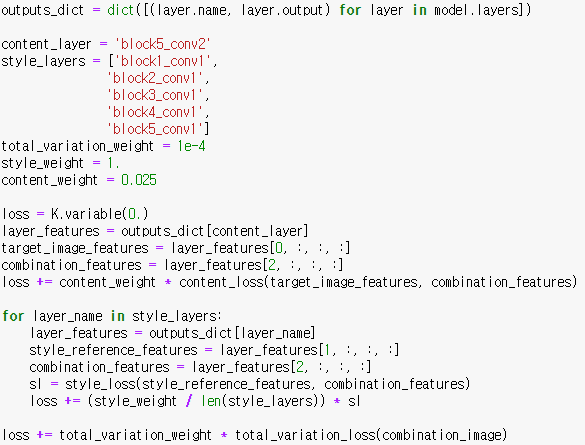 outputs_dict = dict([(layer.name, layer.output) for layer in model.layers])

content_layer = 'block5_conv2'
style_layers = ['block1_conv1',
                'block2_conv1',
                'block3_conv1',
                'block4_conv1',
                'block5_conv1']
total_variation_weight = 1e-4
style_weight = 1.
content_weight = 0.025

loss = K.variable(0.)
layer_features = outputs_dict[content_layer]
target_image_features = layer_features[0, :, :, :]
combination_features = layer_features[2, :, :, :]
loss += content_weight * content_loss(target_image_features, combination_features)

for layer_name in style_layers:
    layer_features = outputs_dict[layer_name]
    style_reference_features = layer_features[1, :, :, :]
    combination_features = layer_features[2, :, :, :]
    sl = style_loss(style_reference_features, combination_features)
    loss += (style_weight / len(style_layers)) * sl

loss += total_variation_weight * total_variation_loss(combination_image)